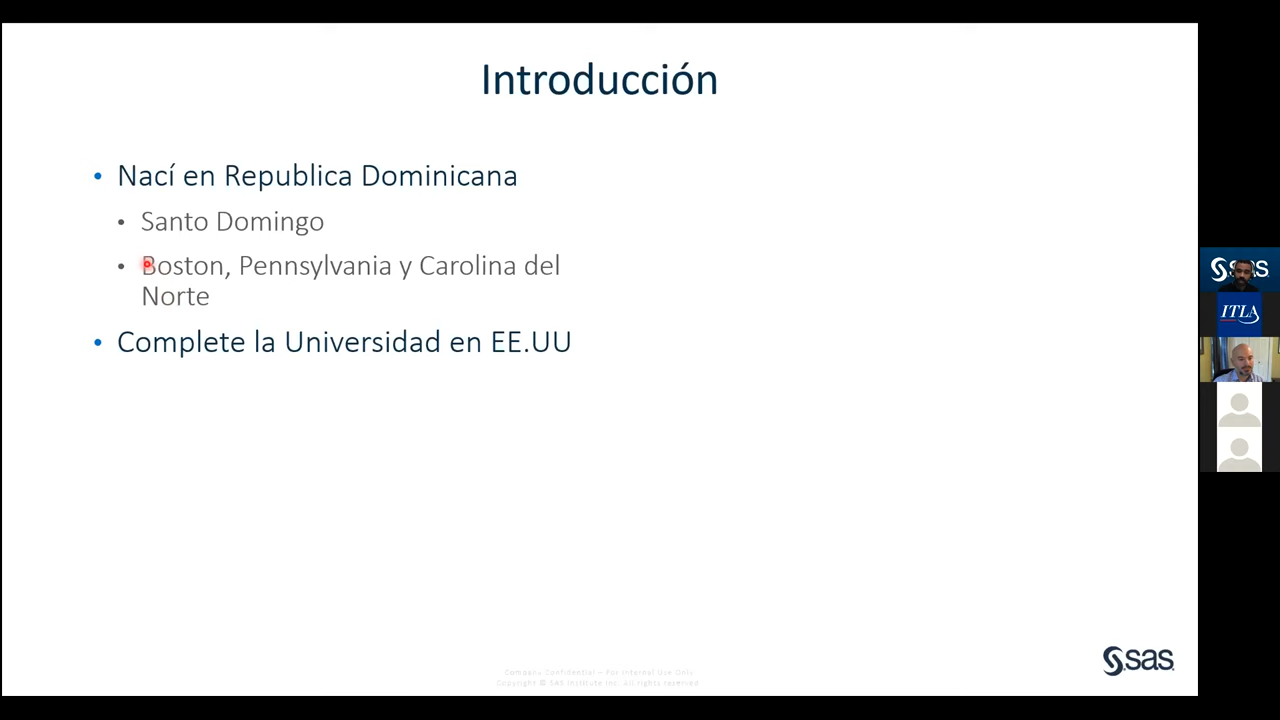 Introducción
Nací en Republica Dominicana
Santo Domingo
Boston, Pennsylvania y Carolina del
Norte
Complete la Universidad en EE.UU
sas
ITLA
Company Confidential – For Internal Use Only
Copyright © SAS Institute Inc. All rights reserved.
sas